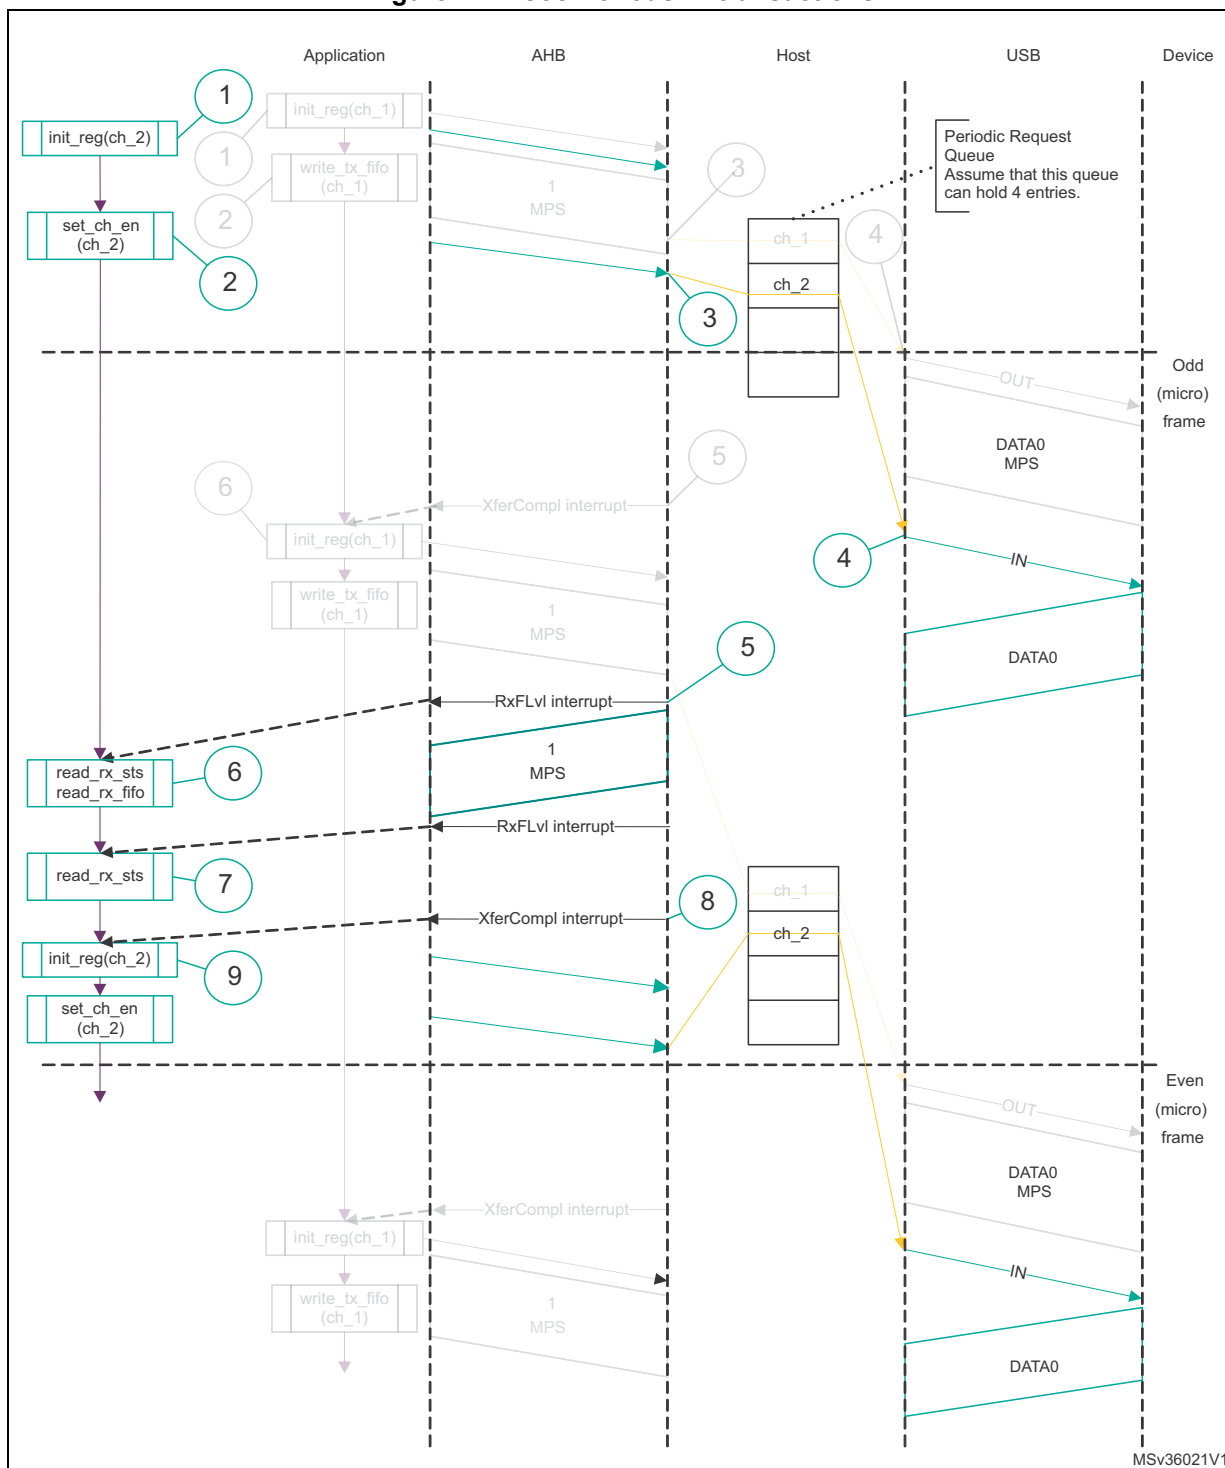 Application
AHB
Host
USB
Device
1
init_reg(ch_1)
init_reg(ch_2)
1
write_tx_fifo
(ch_1)
2
set_ch_en
(ch_2)
2
1
MPS
3
3
4
Periodic Request
Queue
Assume that this queue
can hold 4 entries.
ch_1
ch_2
Odd
(micro)
frame
OUT
DATA0
MPS
5
6
XferCompl interrupt
init_reg(ch_1)
write_tx_fifo
(ch_1)
1
MPS
4
IN
DATA0
5
RxFLvl interrupt
1
MPS
read_rx_sts
read_rx_fifo
6
RxFLvl interrupt
read_rx_sts
7
8
XferCompl interrupt
init_reg(ch_2)
9
set_ch_en
(ch_2)
ch_1
ch_2
Even
(micro)
frame
OUT
DATA0
MPS
XferCompl interrupt
init_reg(ch_1)
write_tx_fifo
(ch_1)
1
MPS
IN
DATA0
MSv36021V1